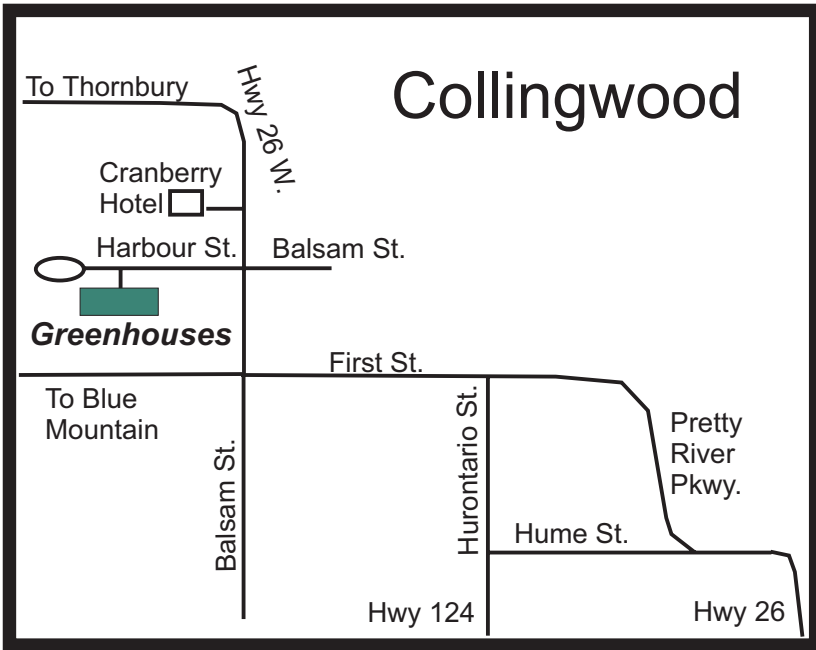 Collingwood
To Thornbury
Hwy 26 W.
Cranberry
Hotel
Harbour St.
Balsam St.
Greenhouses
First St.
To Blue
Mountain
Balsam St.
Hurontario St.
Pretty
River
Pkwy.
Hume St.
Hwy 124
Hwy 26